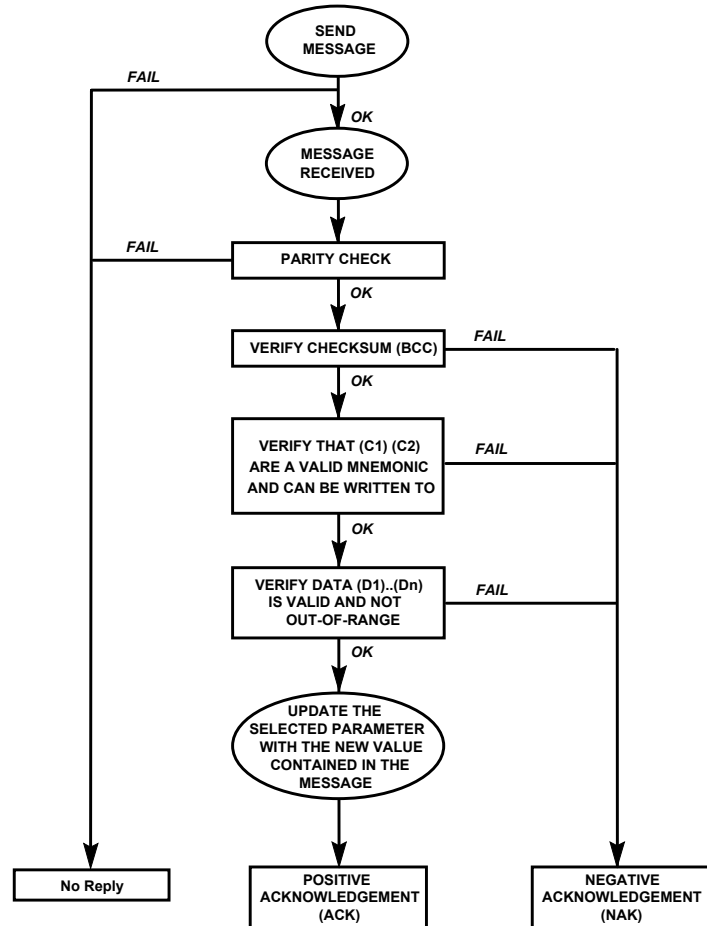 SEND
MESSAGE
FAIL
OK
MESSAGE
RECEIVED
FAIL
PARITY CHECK
OK
VERIFY CHECKSUM (BCC)
FAIL
OK
VERIFY THAT (C1) (C2)
ARE A VALID MNEMONIC
AND CAN BE WRITTEN TO
FAIL
OK
VERIFY DATA (D1)..(Dn)
IS VALID AND NOT
OUT-OF-RANGE
FAIL
OK
UPDATE THE
SELECTED PARAMETER
WITH THE NEW VALUE
CONTAINED IN THE
MESSAGE
No Reply
POSITIVE
ACKNOWLEDGEMENT
(ACK)
NEGATIVE
ACKNOWLEDGEMENT
(NAK)